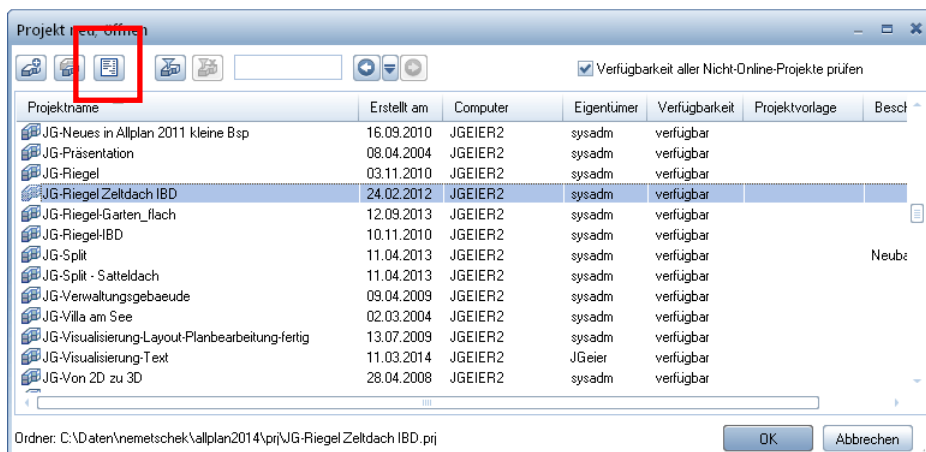 Projekt neu, öffnen
Verfügbarkeit aller Nicht-Online-Projekte prüfen
Projektname Erstellt am Computer Eigentümer Verfügbarkeit Projektvorlage Besch
JG-Neues in Allplan 2011 kleine Bsp 16.09.2010 JGEIER2 sysadm verfügbar
JG-Präsentation 08.04.2004 JGEIER2 sysadm verfügbar
JG-Riegel 03.11.2010 JGEIER2 sysadm verfügbar
JG-Riegel Zeltdach IBD 24.02.2012 JGEIER2 sysadm verfügbar
JG-Riegel-Garten_flach 12.09.2013 JGEIER2 sysadm verfügbar
JG-Riegel-IBD 10.11.2010 JGEIER2 sysadm verfügbar
JG-Split 11.04.2013 JGEIER2 sysadm verfügbar Neuba
JG-Split - Satteldach 11.04.2013 JGEIER2 sysadm verfügbar
JG-Verwaltungsgebaeude 09.04.2009 JGEIER2 sysadm verfügbar
JG-Villa am See 02.03.2004 JGEIER2 sysadm verfügbar
JG-Visualisierung-Layout-Planbearbeitung-fertig 13.07.2009 JGEIER2 sysadm verfügbar
JG-Visualisierung-Text 11.03.2014 JGEIER2 JGeier verfügbar
JG-Von 2D zu 3D 28.04.2008 JGEIER2 sysadm verfügbar
Ordner: C:\Daten\nemetschek\allplan2014\prj\JG-Riegel Zeltdach IBD.prj OK Abbrechen